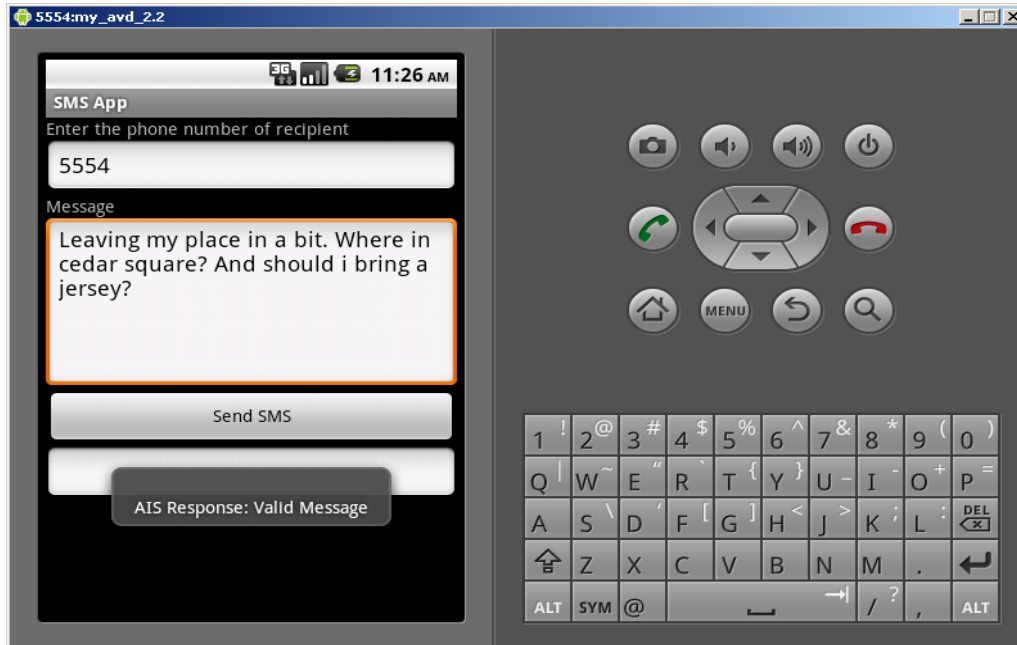 5554:my_avd_2.2
3G 11:26 AM
SMS App
Enter the phone number of recipient
5554
Message
Leaving my place in a bit. Where in
cedar square? And should i bring a
jersey?
Send SMS
AIS Response: Valid Message
MENU
1 ! 2 @ 3 # 4 $ 5 % 6 ^ 7 & 8 * 9 ( 0 )
Q | W ~ E " R ` T { Y } U - I - O + P =
A S \ D ' F [ G ] H < J > K ; L : DEL
Z X C V B N M .
ALT SYM @ / ? , ALT